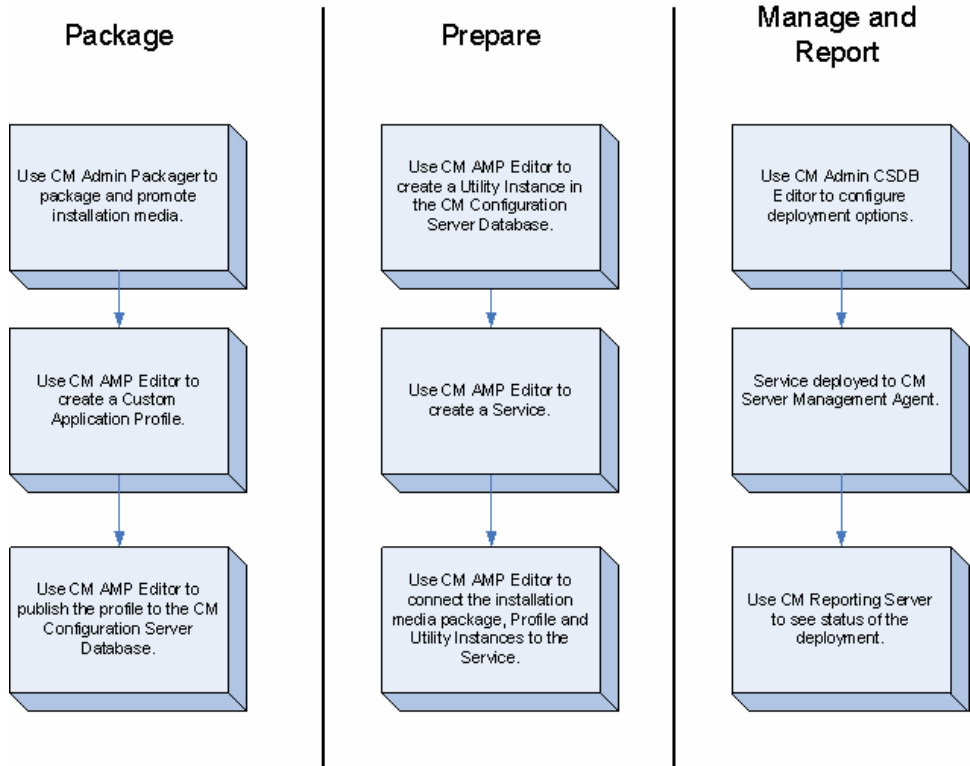 Package
Use CM Admin Packager to
package and promote
installation media.
Use CM AMP Editor to
create a Custom
Application Profile.
Use CM AMP Editor to
publish the profile to the CM
Configuration Server
Database.
Prepare
Use CM AMP Editor to
create a Utility Instance in
the CM Configuration
Server Database.
Use CM AMP Editor to
create a Service.
Use CM AMP Editor to
connect the installation
media package, Profile and
Utility Instances to the
Service.
Manage and
Report
Use CM Admin CSDB
Editor to configure
deployment options.
Service deployed to CM
Server Management Agent.
Use CM Reporting Server
to see status of the
deployment.